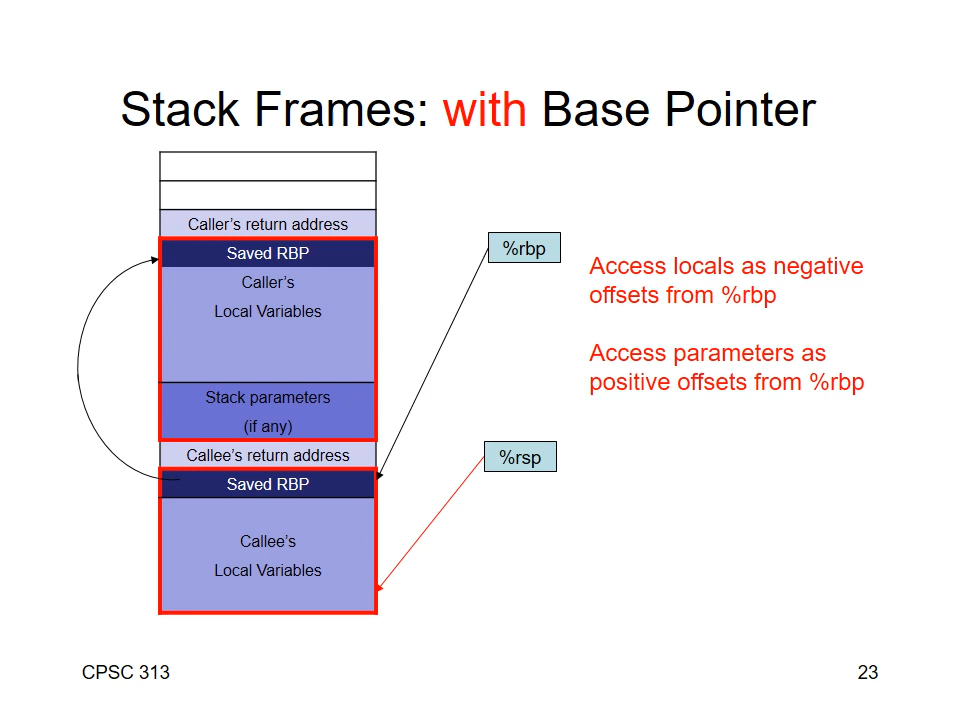 Stack Frames: with Base Pointer
Caller's return address
Saved RBP
Caller's
Local Variables
Stack parameters
(if any)
Callee's return address
Saved RBP
Callee's
Local Variables
%rbp
%rsp
Access locals as negative
offsets from %rbp
Access parameters as
positive offsets from %rbp
CPSC 313
23